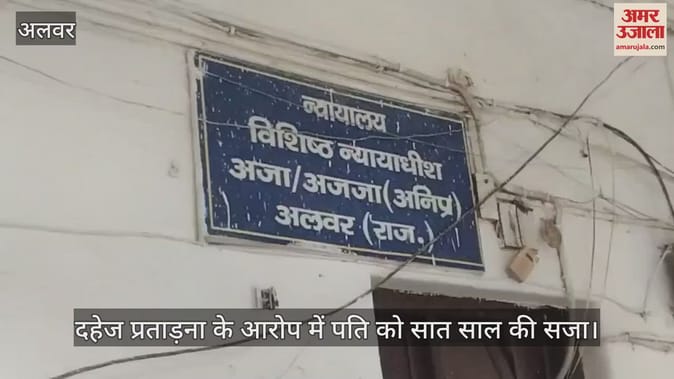 अलवर
अमर
उजाला
amarujala.com
न्यायालय
विशिष्ठ न्यायाधीश
अजा/अजजा(अनिप्र)
अलवर (राज.)
दहेज प्रताड़ना के आरोप में पति को सात साल की सजा।